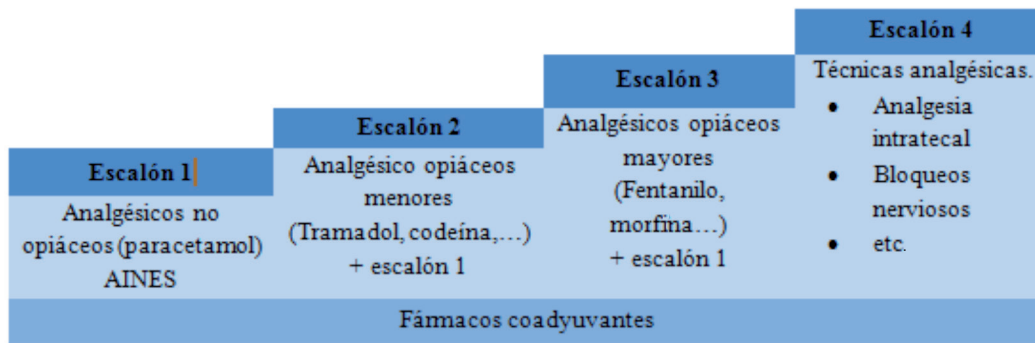 Escalón 1
Analgésicos no
opiáceos (paracetamol)
AINES
Escalón 2
Analgésico opiáceos
menores
(Tramadol, codeína,...)
+ escalón 1
Escalón 3
Analgésicos opiáceos
mayores
(Fentanilo,
morfina...)
+ escalón 1
Escalón 4
Técnicas analgésicas.
• Analgesia
intratecal
• Bloqueos
nerviosos
• etc.
Fármacos coadyuvantes